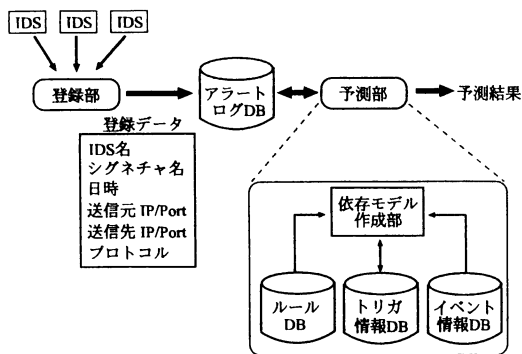 IDS IDS IDS
登録部
アラート
ログDB
予測部
予測結果
登録データ
IDS名
シグネチャ名
日時
送信元 IP/Port
送信先 IP/Port
プロトコル
依存モデル
作成部
ルール
DB
トリガ
情報DB
イベント
情報DB